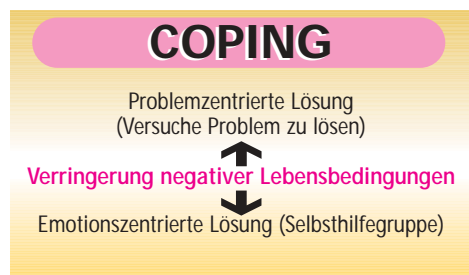 COPING
Problemzentrierte Lösung
(Versuche Problem zu lösen)
Verringerung negativer Lebensbedingungen
Emotionszentrierte Lösung (Selbsthilfegruppe)